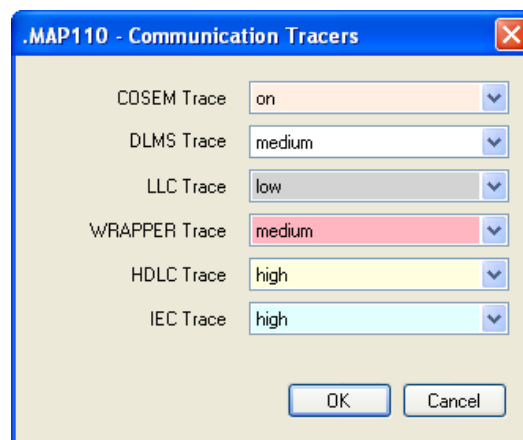 .MAP110 - Communication Tracers
COSEM Trace on
DLMS Trace medium
LLC Trace low
WRAPPER Trace medium
HDLC Trace high
IEC Trace high
OK Cancel